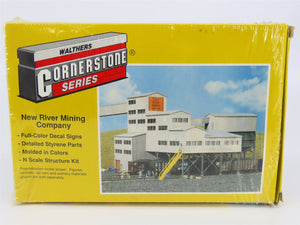 WALTHERS
CORNERSTONE®
SERIES
New River Mining
Company
• Full-Color Decal Signs
• Detailed Styrene Parts
• Molded in Colors
• N Scale Structure Kit